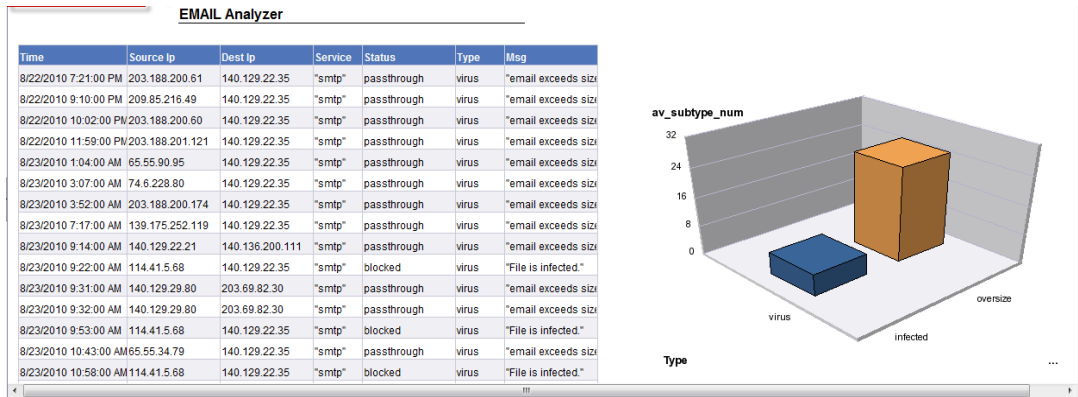 EMAIL Analyzer
Time Source Ip Dest Ip Service Status Type Msg
8/22/2010 7:21:00 PM 203.188.200.61 140.129.22.35 "smtp" passthrough virus "email exceeds size
8/22/2010 9:10:00 PM 209.85.216.49 140.129.22.35 "smtp" passthrough virus "email exceeds size
8/22/2010 10:02:00 PM 203.188.200.60 140.129.22.35 "smtp" passthrough virus "email exceeds size
8/22/2010 11:59:00 PM 203.188.201.121 140.129.22.35 "smtp" passthrough virus "email exceeds size
8/23/2010 1:04:00 AM 65.55.90.95 140.129.22.35 "smtp" passthrough virus "email exceeds size
8/23/2010 3:07:00 AM 74.6.228.80 140.129.22.35 "smtp" passthrough virus "email exceeds size
8/23/2010 3:52:00 AM 203.188.200.174 140.129.22.35 "smtp" passthrough virus "email exceeds size
8/23/2010 7:17:00 AM 139.175.252.119 140.129.22.35 "smtp" passthrough virus "email exceeds size
8/23/2010 9:14:00 AM 140.129.22.21 140.136.200.111 "smtp" passthrough virus "email exceeds size
8/23/2010 9:22:00 AM 114.41.5.68 140.129.22.35 "smtp" blocked virus "File is infected."
8/23/2010 9:31:00 AM 140.129.29.80 203.69.82.30 "smtp" passthrough virus "email exceeds size
8/23/2010 9:32:00 AM 140.129.29.80 203.69.82.30 "smtp" passthrough virus "email exceeds size
8/23/2010 9:53:00 AM 114.41.5.68 140.129.22.35 "smtp" blocked virus "File is infected."
8/23/2010 10:43:00 AM 65.55.34.79 140.129.22.35 "smtp" passthrough virus "email exceeds size
8/23/2010 10:58:00 AM 114.41.5.68 140.129.22.35 "smtp" blocked virus "File is infected."
av_subtype_num
32
24
16
8
0
virus
infected
oversize
Type
...